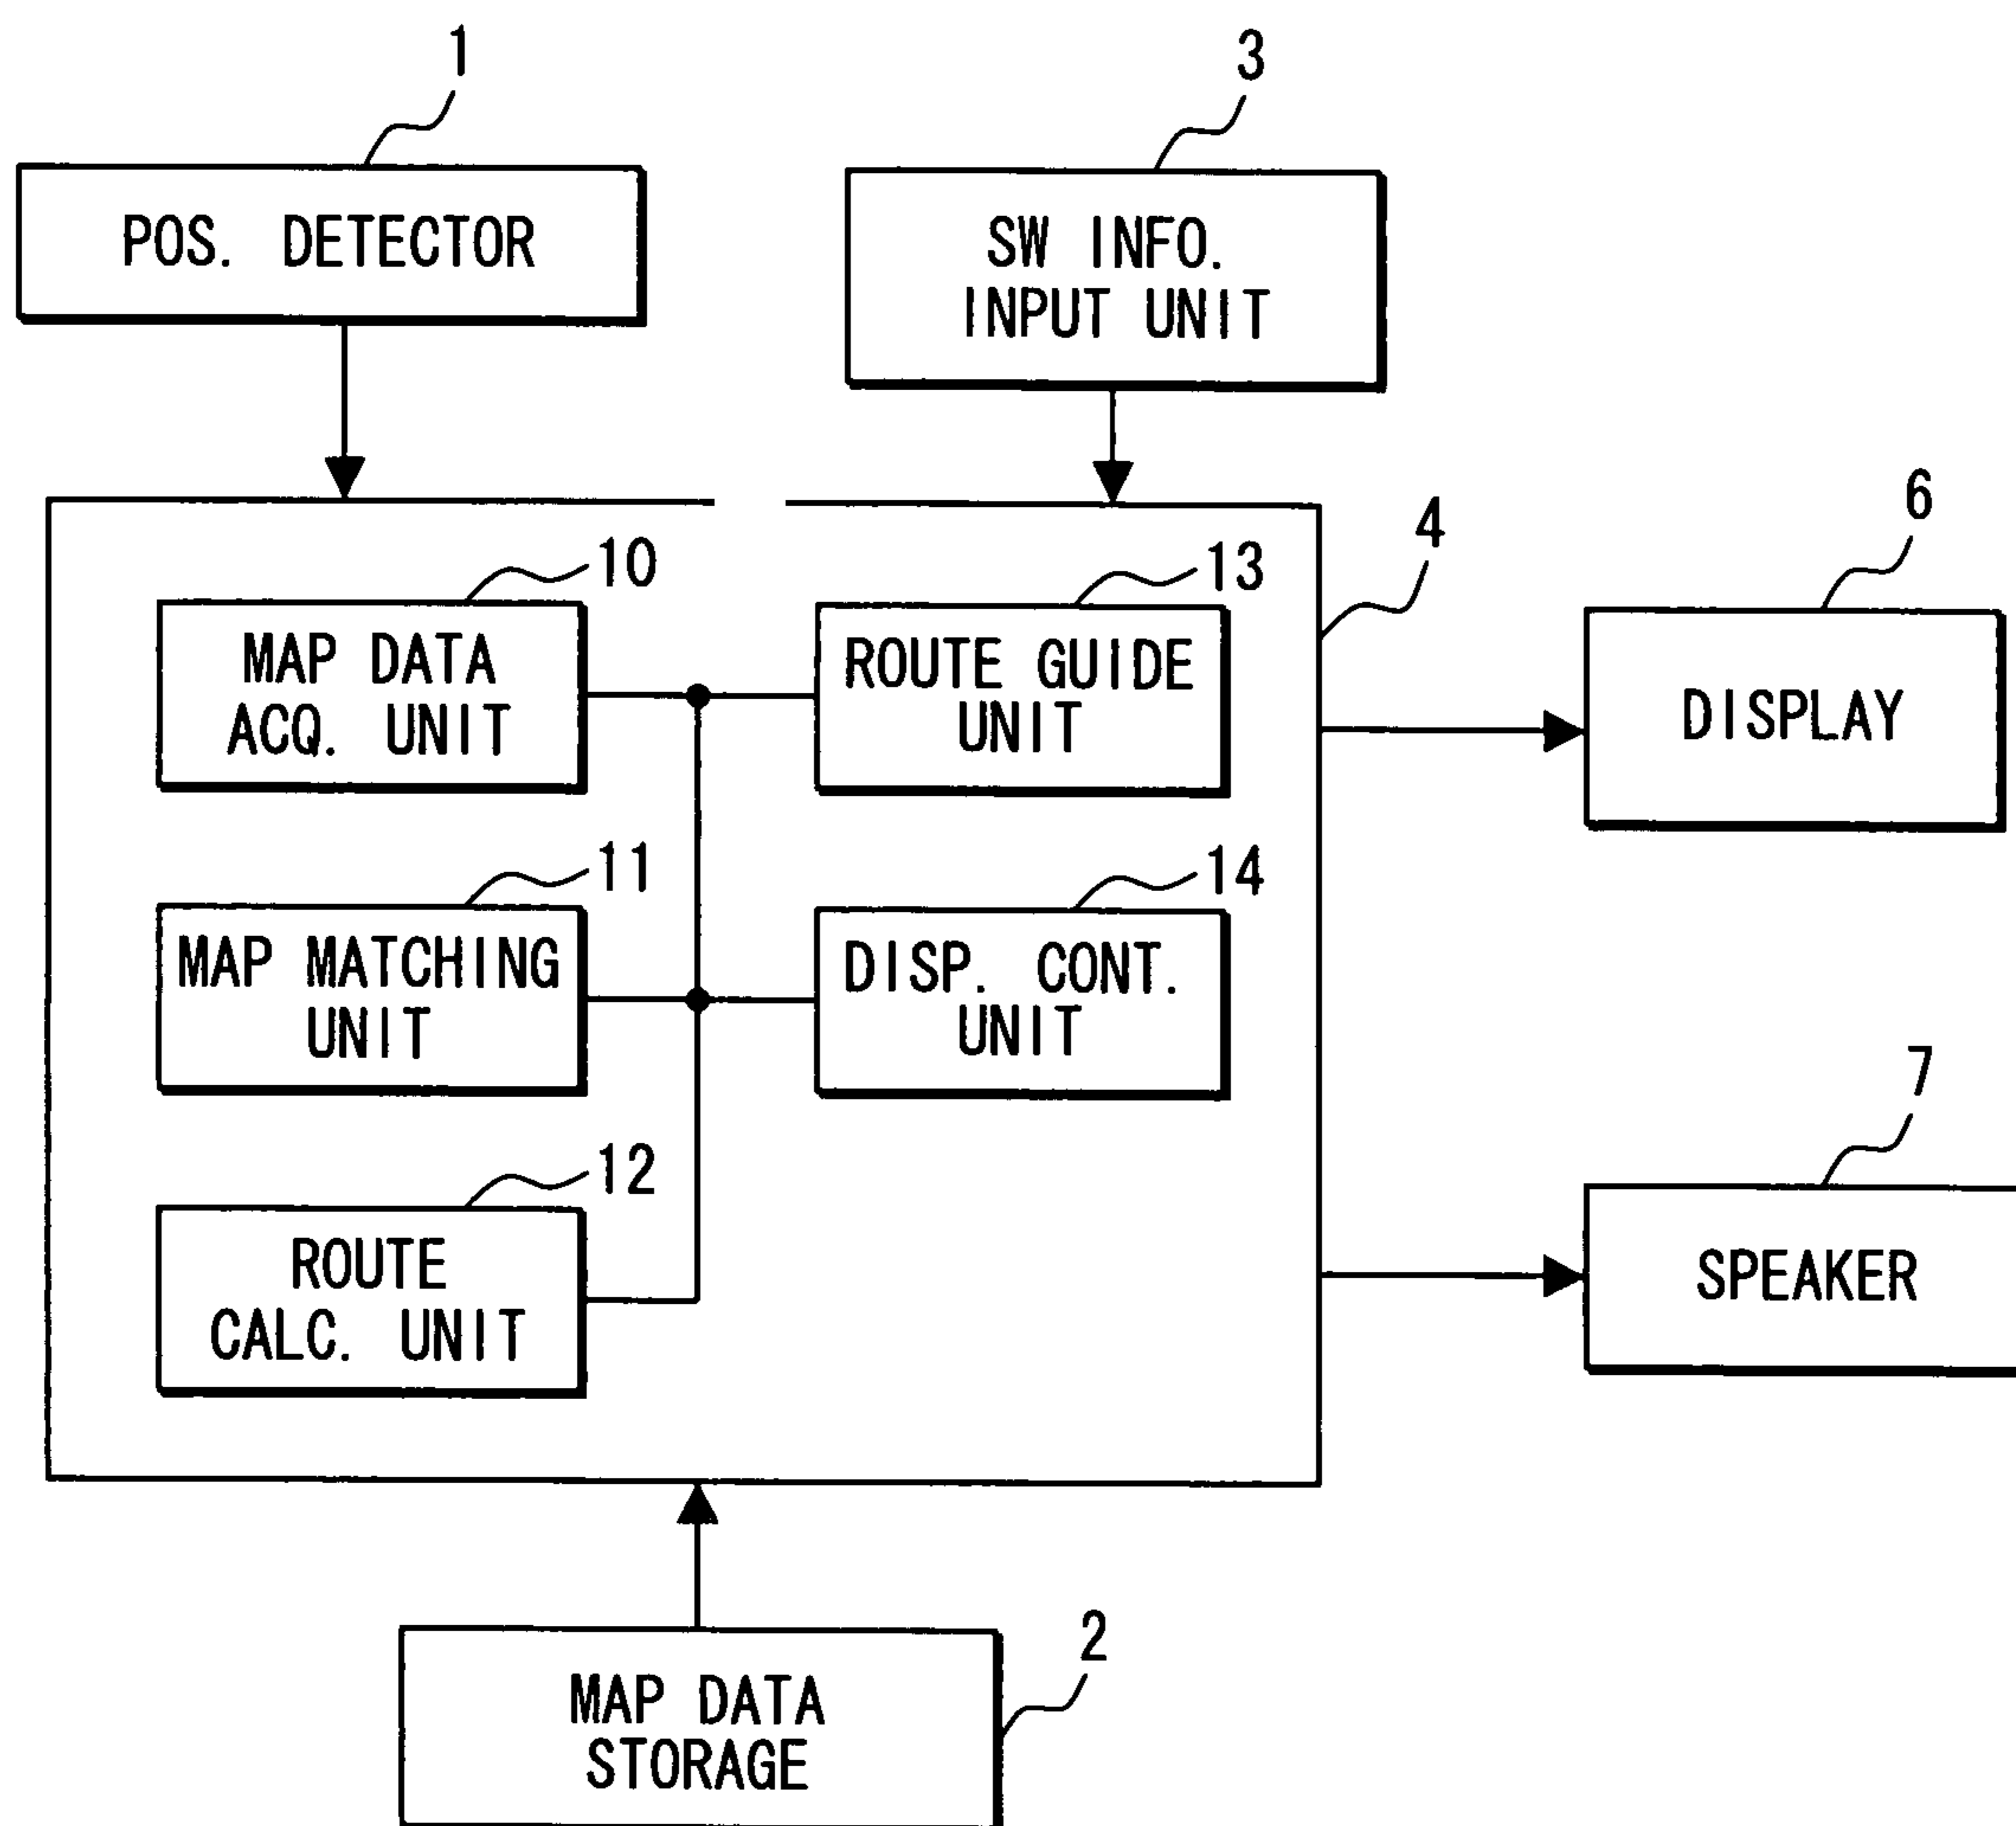 1
3
POS. DETECTOR
SW INFO.
INPUT UNIT
4
6
10
13
MAP DATA
ACQ. UNIT
ROUTE GUIDE
UNIT
DISPLAY
11
14
MAP MATCHING
UNIT
DISP. CONT.
UNIT
7
12
ROUTE
CALC. UNIT
SPEAKER
2
MAP DATA
STORAGE